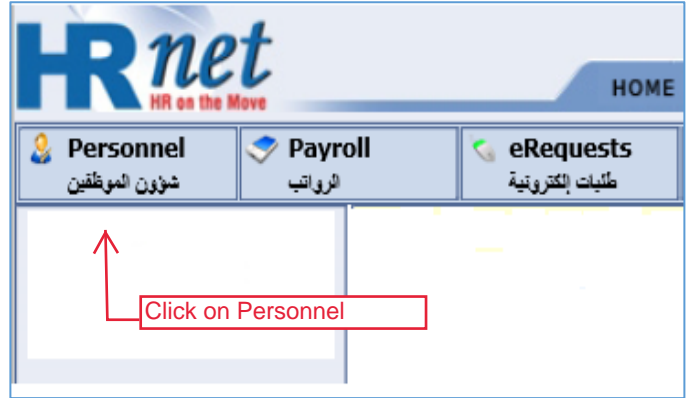 HRnet
HR on the Move
HOME
Personnel
شؤون الموظفين
Payroll
الرواتب
eRequests
طلبات إلكترونية
Click on Personnel